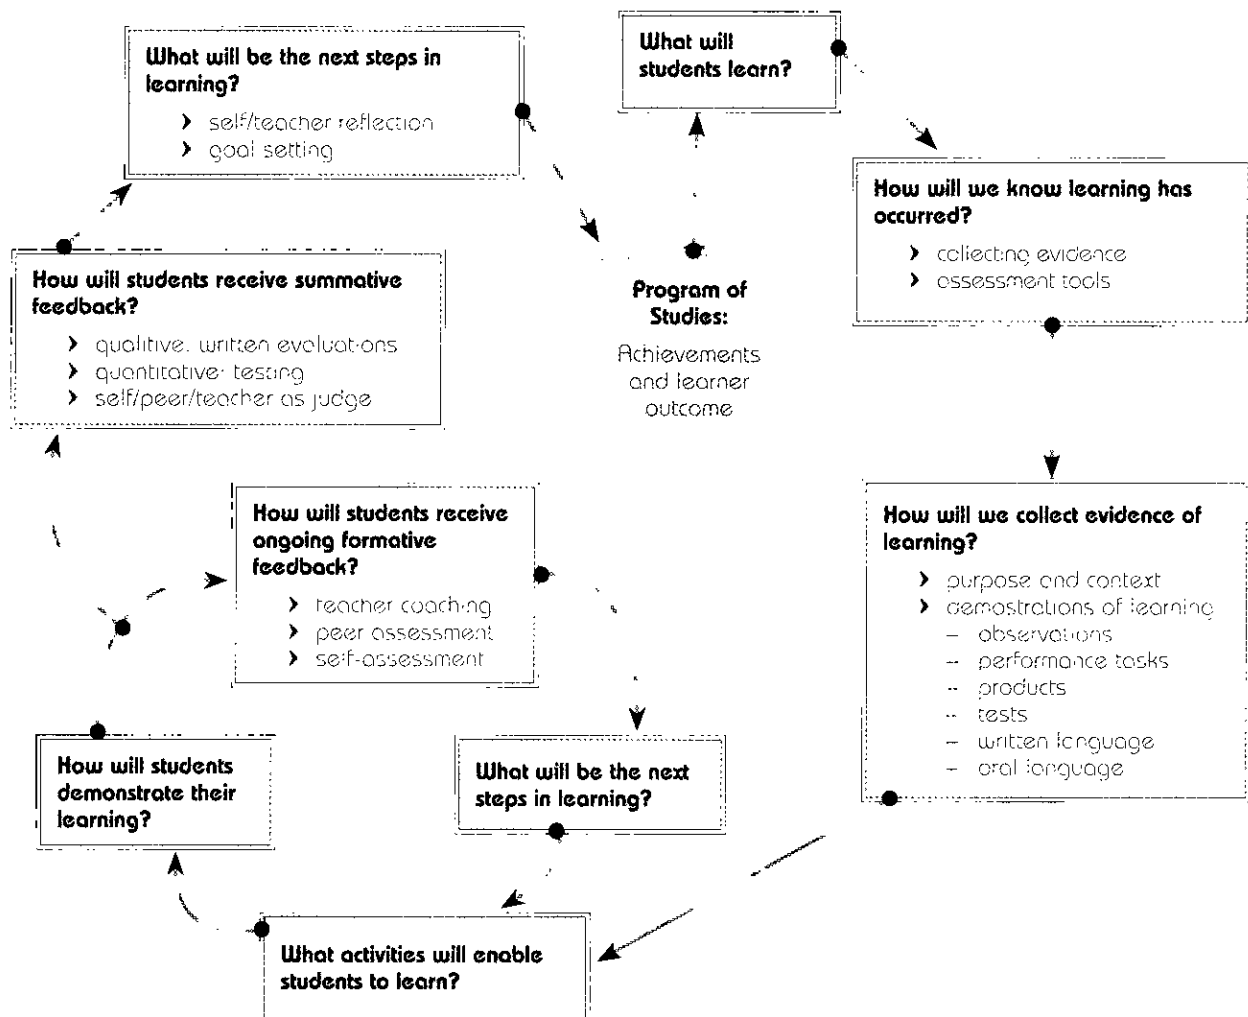 What will be the next steps in
learning?
› self/teacher reflection
› goal setting
What will
students learn?
How will we know learning has
occurred?
› collecting evidence
› assessment tools
How will students receive summative
feedback?
› qualitive, written evaluations
› quantitative testing
› self/peer/teacher as judge
Program of
Studies:
Achievements
and learner
outcome
How will students receive
ongoing formative
feedback?
› teacher coaching
› peer assessment
› self-assessment
How will we collect evidence of
learning?
› purpose and context
› demostrations of learning
– observations
– performance tasks
– products
– tests
– written language
– oral language
How will students
demonstrate their
learning?
What will be the next
steps in learning?
What activities will enable
students to learn?